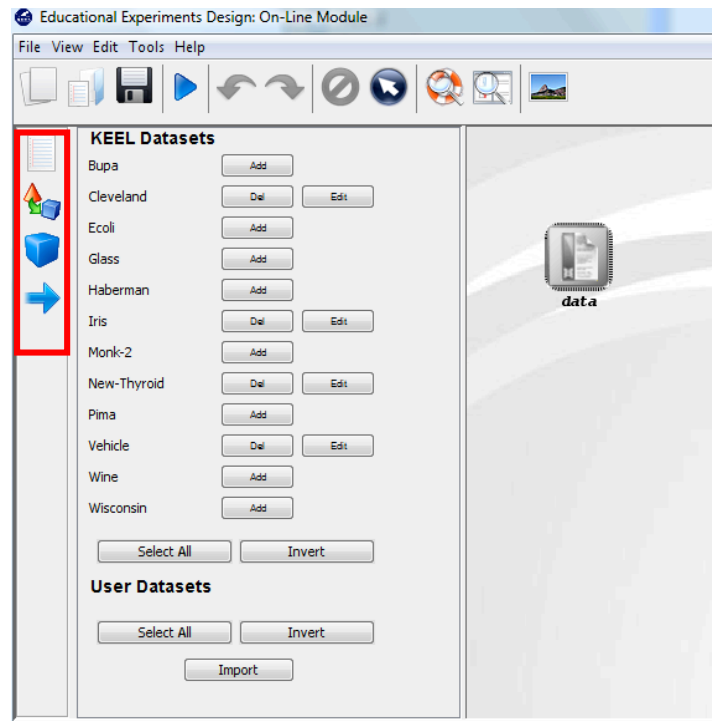 Educational Experiments Design: On-Line Module
File View Edit Tools Help
KEEL Datasets
Bupa Add
Cleveland Del Edit
Ecoli Add
Glass Add
Haberman Add
Iris Del Edit
Monk-2 Add
New-Thyroid Del Edit
Pima Add
Vehicle Del Edit
Wine Add
Wisconsin Add
Select All Invert
User Datasets
Select All Invert
Import
data